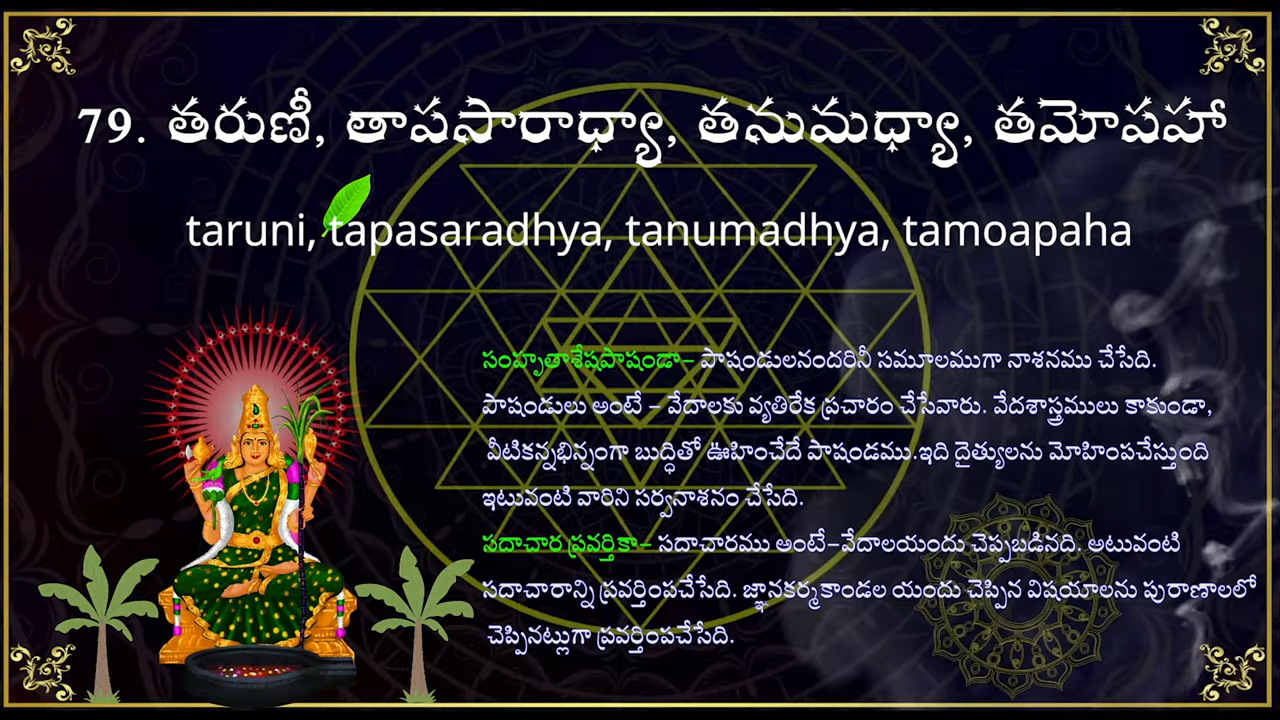 79. తరుణీ, తాపసారాధ్యా, తనుమధ్యా, తమోపహా
taruni, tapasaradhya, tanumadhya, tamoapaha
సంహృతాశేషపాషండా– పాషండులనందరినీ సమూలముగా నాశనము చేసేది.
పాషండులు అంటే – వేదాలకు వ్యతిరేక ప్రచారం చేసేవారు. వేదశాస్త్రములు కాకుండా,
వీటికన్నభిన్నంగా బుద్ధితో ఊహించేదే పాషండము.ఇది దైత్యులను మోహింపచేస్తుంది
ఇటువంటి వారిని సర్వనాశనం చేసేది.
సదాచార ప్రవర్తికా– సదాచారము అంటే–వేదాలయందు చెప్పబడినది. అటువంటి
సదాచారాన్ని ప్రవర్తింపచేసేది. జ్ఞానకర్మకాండల యందు చెప్పిన విషయాలను పురాణాలలో
చెప్పినట్లుగా ప్రవర్తింపచేసేది.